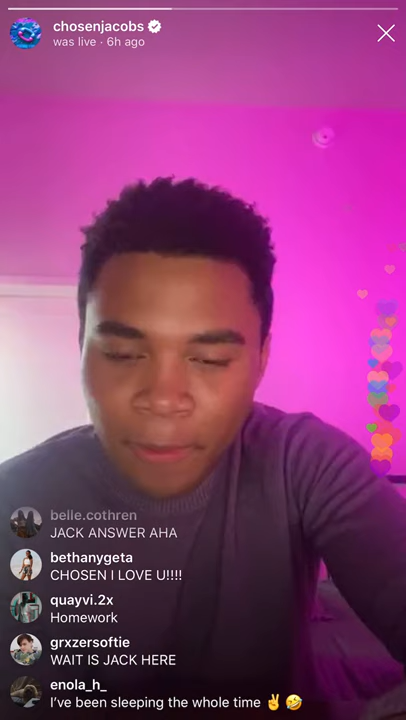 chosenjacobs
was live · 6h ago
belle.cothren
JACK ANSWER AHA
bethanygeta
CHOSEN I LOVE U!!!!
quayvi.2x
Homework
grxzersoftie
WAIT IS JACK HERE
enola_h_
I've been sleeping the whole time ✌️🤣